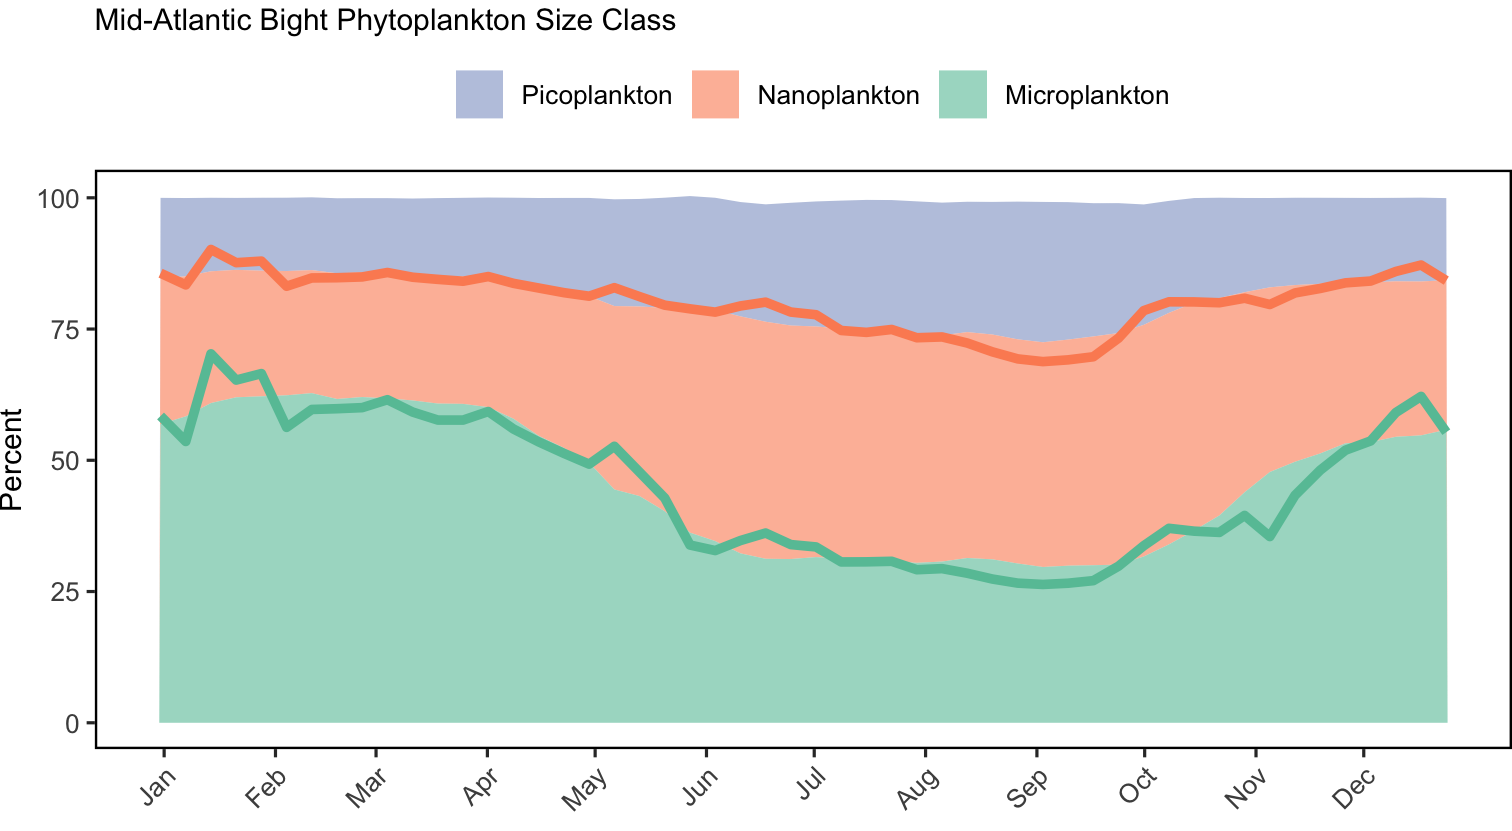 Mid-Atlantic Bight Phytoplankton Size Class
Picoplankton Nanoplankton Microplankton
Percent
100
75
50
25
0
Jan Feb Mar Apr May Jun Jul Aug Sep Oct Nov Dec